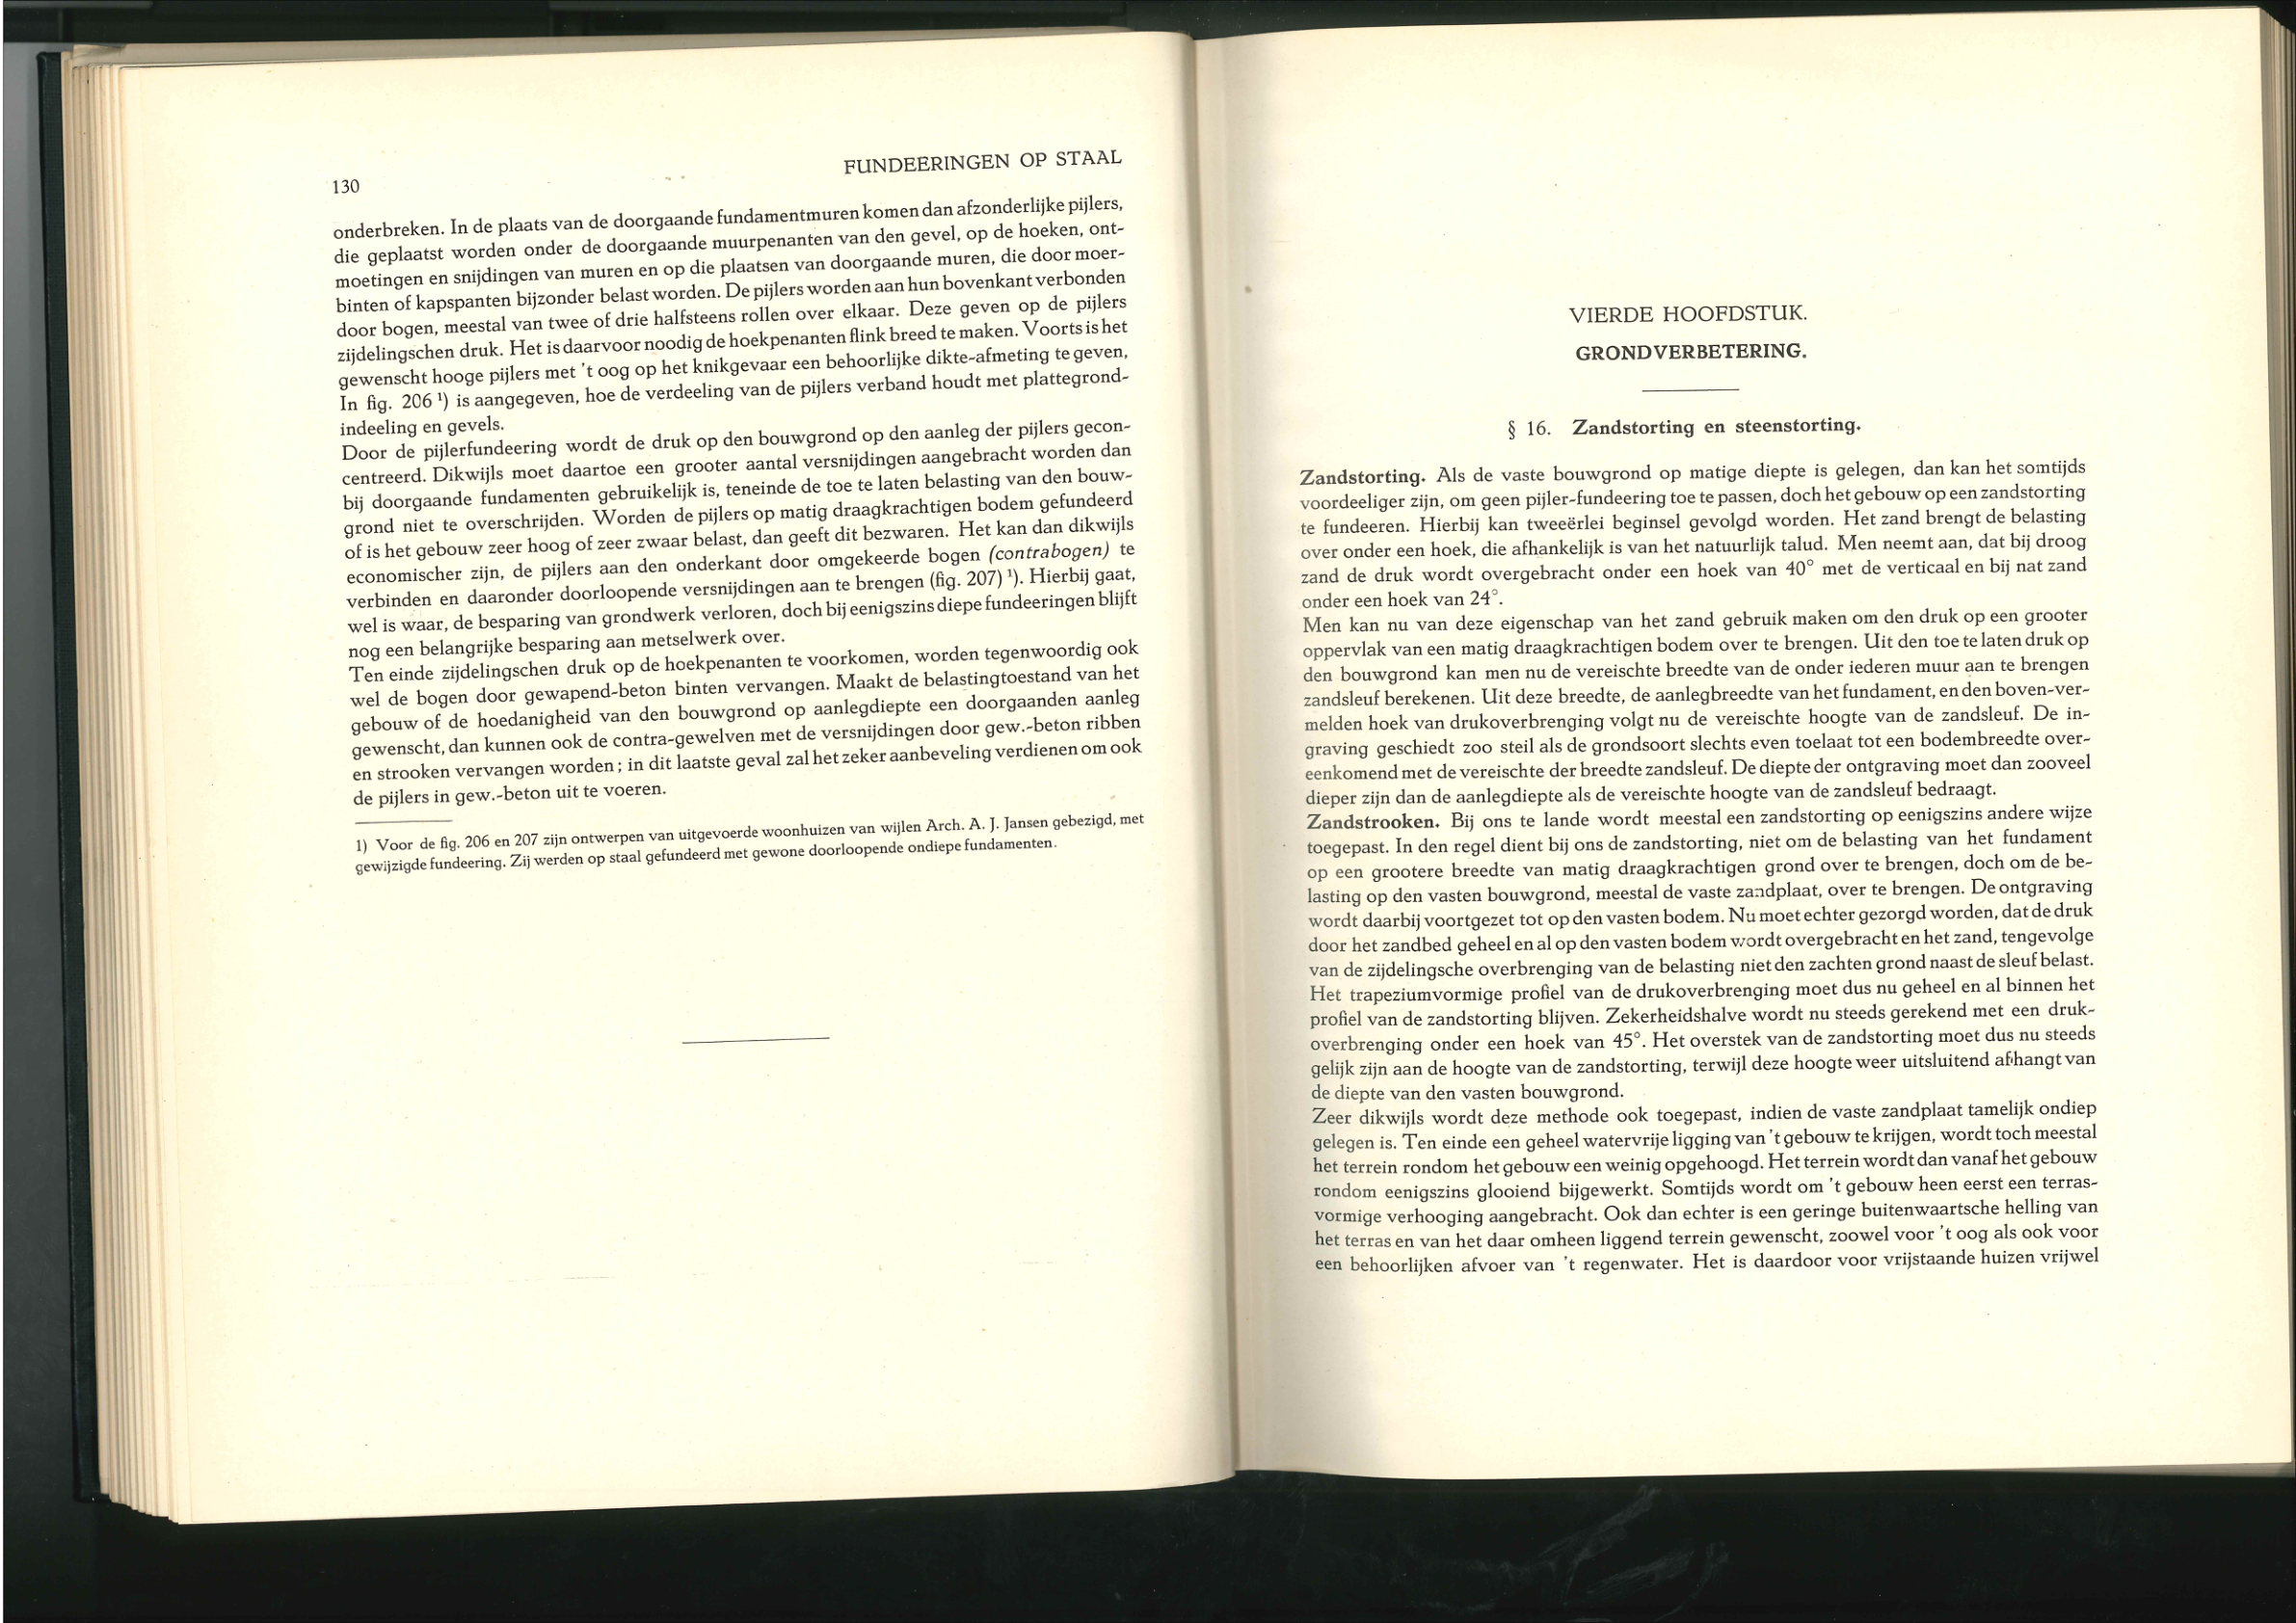 130
FUNDEERINGEN OP STAAL
onderbreken. In de plaats van de doorgaande fundamentmuren komen dan afzonderlijke pijlers,
die geplaatst worden onder de doorgaande muurpenanten van den gevel, op de hoeken, ont-
moetingen en snijdingen van muren en op die plaatsen van doorgaande muren, die door moer-
binten of kapspanten bijzonder belast worden. De pijlers worden aan hun bovenkant verbonden
door bogen, meestal van twee of drie halfsteens rollen over elkaar. Deze geven op de pijlers
zijdelingschen druk. Het is daarvoor noodig de hoekpenanten flink breed te maken. Voorts is het
gewenscht hooge pijlers met 't oog op het knikgevaar een behoorlijke dikte-afmeting te geven,
In fig. 206 ¹) is aangegeven, hoe de verdeeling van de pijlers verband houdt met plattegrond-
indeeling en gevels.
Door de pijlerfundeering wordt de druk op den bouwgrond op den aanleg der pijlers gecon-
centreerd. Dikwijls moet daartoe een grooter aantal versnijdingen aangebracht worden dan
bij doorgaande fundamenten gebruikelijk is, teneinde de toe te laten belasting van den bouw-
grond niet te overschrijden. Worden de pijlers op matig draagkrachtigen bodem gefundeerd
of is het gebouw zeer hoog of zeer zwaar belast, dan geeft dit bezwaren. Het kan dan dikwijls
economischer zijn, de pijlers aan den onderkant door omgekeerde bogen (contrabogen) te
verbinden en daaronder doorloopende versnijdingen aan te brengen (fig. 207) ¹). Hierbij gaat,
wel is waar, de besparing van grondwerk verloren, doch bij eenigszins diepe fundeeringen blijft
nog een belangrijke besparing aan metselwerk over.
Ten einde zijdelingschen druk op de hoekpenanten te voorkomen, worden tegenwoordig ook
wel de bogen door gewapend-beton binten vervangen. Maakt de belastingtoestand van het
gebouw of de hoedanigheid van den bouwgrond op aanlegdiepte een doorgaanden aanleg
gewenscht, dan kunnen ook de contra-gewelven met de versnijdingen door gew.-beton ribben
en strooken vervangen worden; in dit laatste geval zal het zeker aanbeveling verdienen om ook
de pijlers in gew.-beton uit te voeren.
1) Voor de fig. 206 en 207 zijn ontwerpen van uitgevoerde woonhuizen van wijlen Arch. A. J. Jansen gebezigd, met
gewijzigde fundeering. Zij werden op staal gefundeerd met gewone doorloopende ondiepe fundamenten.
VIERDE HOOFDSTUK.
GRONDVERBETERING.
§ 16. Zandstorting en steenstorting.
Zandstorting. Als de vaste bouwgrond op matige diepte is gelegen, dan kan het somtijds
voordeeliger zijn, om geen pijler-fundeering toe te passen, doch het gebouw op een zandstorting
te fundeeren. Hierbij kan tweeërlei beginsel gevolgd worden. Het zand brengt de belasting
over onder een hoek, die afhankelijk is van het natuurlijk talud. Men neemt aan, dat bij droog
zand de druk wordt overgebracht onder een hoek van 40° met de verticaal en bij nat zand
onder een hoek van 24°.
Men kan nu van deze eigenschap van het zand gebruik maken om den druk op een grooter
oppervlak van een matig draagkrachtigen bodem over te brengen. Uit den toe te laten druk op
den bouwgrond kan men nu de vereischte breedte van de onder iederen muur aan te brengen
zandsleuf berekenen. Uit deze breedte, de aanlegbreedte van het fundament, en den boven-ver-
melden hoek van drukoverbrenging volgt nu de vereischte hoogte van de zandsleuf. De in-
graving geschiedt zoo steil als de grondsoort slechts even toelaat tot een bodembreedte over-
eenkomend met de vereischte der breedte zandsleuf. De diepte der ontgraving moet dan zooveel
dieper zijn dan de aanlegdiepte als de vereischte hoogte van de zandsleuf bedraagt.
Zandstrooken. Bij ons te lande wordt meestal een zandstorting op eenigszins andere wijze
toegepast. In den regel dient bij ons de zandstorting, niet om de belasting van het fundament
op een grootere breedte van matig draagkrachtigen grond over te brengen, doch om de be-
lasting op den vasten bouwgrond, meestal de vaste zandplaat, over te brengen. De ontgraving
wordt daarbij voortgezet tot op den vasten bodem. Nu moet echter gezorgd worden, dat de druk
door het zandbed geheel en al op den vasten bodem wordt overgebracht en het zand, tengevolge
van de zijdelingsche overbrenging van de belasting niet den zachten grond naast de sleuf belast.
Het trapeziumvormige profiel van de drukoverbrenging moet dus nu geheel en al binnen het
profiel van de zandstorting blijven. Zekerheidshalve wordt nu steeds gerekend met een druk-
overbrenging onder een hoek van 45°. Het overstek van de zandstorting moet dus nu steeds
gelijk zijn aan de hoogte van de zandstorting, terwijl deze hoogte weer uitsluitend afhangt van
de diepte van den vasten bouwgrond.
Zeer dikwijls wordt deze methode ook toegepast, indien de vaste zandplaat tamelijk ondiep
gelegen is. Ten einde een geheel watervrije ligging van 't gebouw te krijgen, wordt toch meestal
het terrein rondom het gebouw een weinig opgehoogd. Het terrein wordt dan vanaf het gebouw
rondom eenigszins glooiend bijgewerkt. Somtijds wordt om 't gebouw heen eerst een terras-
vormige verhooging aangebracht. Ook dan echter is een geringe buitenwaartsche helling van
het terras en van het daar omheen liggend terrein gewenscht, zoowel voor 't oog als ook voor
een behoorlijken afvoer van 't regenwater. Het is daardoor voor vrijstaande huizen vrijwel